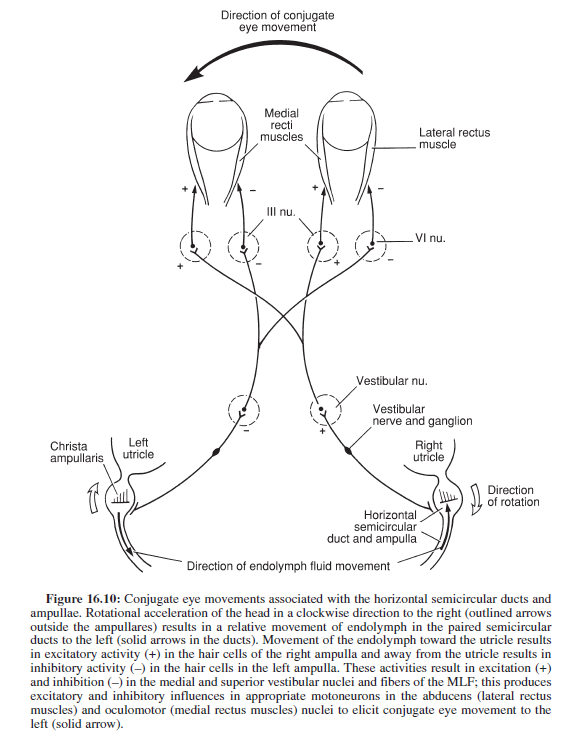 Direction of conjugate
eye movement
Medial
recti
muscles
Lateral rectus
muscle
+
–
+
–
III nu.
VI nu.
+
–
+
–
Vestibular nu.
–
+
Vestibular
nerve and ganglion
Christa
ampullaris
Left
utricle
Right
utricle
Direction
of rotation
Horizontal
semicircular
duct and ampulla
Direction of endolymph fluid movement
Figure 16.10: Conjugate eye movements associated with the horizontal semicircular ducts and
ampullae. Rotational acceleration of the head in a clockwise direction to the right (outlined arrows
outside the ampullares) results in a relative movement of endolymph in the paired semicircular
ducts to the left (solid arrows in the ducts). Movement of the endolymph toward the utricle results
in excitatory activity (+) in the hair cells of the right ampulla and away from the utricle results in
inhibitory activity (–) in the hair cells in the left ampulla. These activities result in excitation (+)
and inhibition (–) in the medial and superior vestibular nuclei and fibers of the MLF; this produces
excitatory and inhibitory influences in appropriate motoneurons in the abducens (lateral rectus
muscles) and oculomotor (medial rectus muscles) nuclei to elicit conjugate eye movement to the
left (solid arrow).